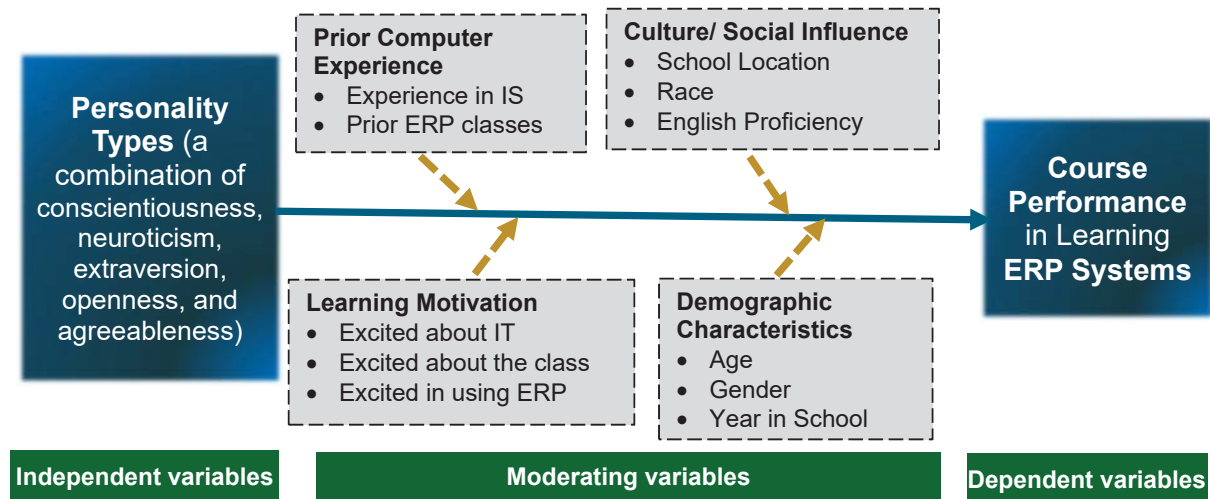 Personality
Types (a
combination of
conscientiousness,
neuroticism,
extraversion,
openness, and
agreeableness)
Prior Computer
Experience
• Experience in IS
• Prior ERP classes
Culture/ Social Influence
• School Location
• Race
• English Proficiency
Learning Motivation
• Excited about IT
• Excited about the class
• Excited in using ERP
Demographic
Characteristics
• Age
• Gender
• Year in School
Course
Performance
in Learning
ERP Systems
Independent variables
Moderating variables
Dependent variables